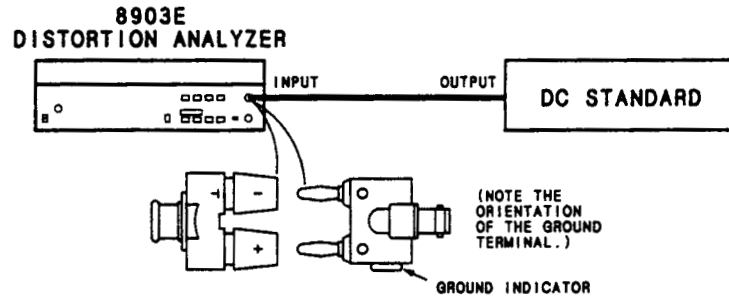 8903E
DISTORTION ANALYZER
INPUT
OUTPUT
DC STANDARD
-
+
(NOTE THE
ORIENTATION
OF THE GROUND
TERMINAL.)
GROUND INDICATOR